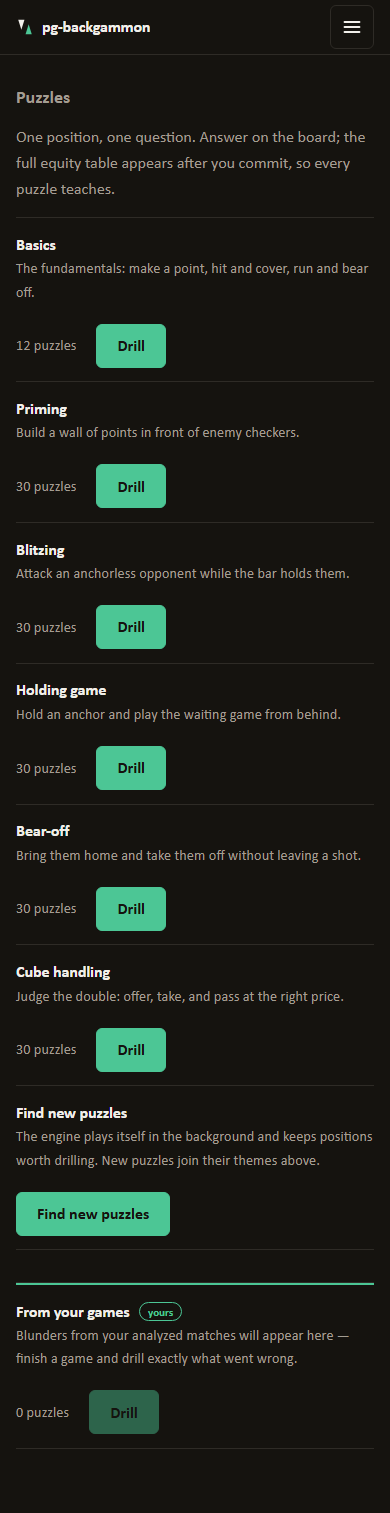 pg-backgammon
Puzzles
One position, one question. Answer on the board; the
full equity table appears after you commit, so every
puzzle teaches.
Basics
The fundamentals: make a point, hit and cover, run and bear
off.
12 puzzles Drill
Priming
Build a wall of points in front of enemy checkers.
30 puzzles Drill
Blitzing
Attack an anchorless opponent while the bar holds them.
30 puzzles Drill
Holding game
Hold an anchor and play the waiting game from behind.
30 puzzles Drill
Bear-off
Bring them home and take them off without leaving a shot.
30 puzzles Drill
Cube handling
Judge the double: offer, take, and pass at the right price.
30 puzzles Drill
Find new puzzles
The engine plays itself in the background and keeps positions
worth drilling. New puzzles join their themes above.
Find new puzzles
From your games yours
Blunders from your analyzed matches will appear here —
finish a game and drill exactly what went wrong.
0 puzzles Drill